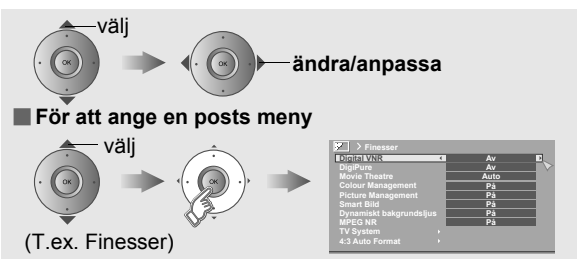 välj
OK
OK
ändra/anpassa
För att ange en posts meny
välj
OK
OK
(T.ex. Finesser)
> Finesser
Digital VNR Av
DigiPure Av
Movie Theatre Auto
Colour Management På
Picture Management På
Smart Bild På
Dynamiskt bakgrundsljus På
MPEG NR På
TV System
4:3 Auto Format